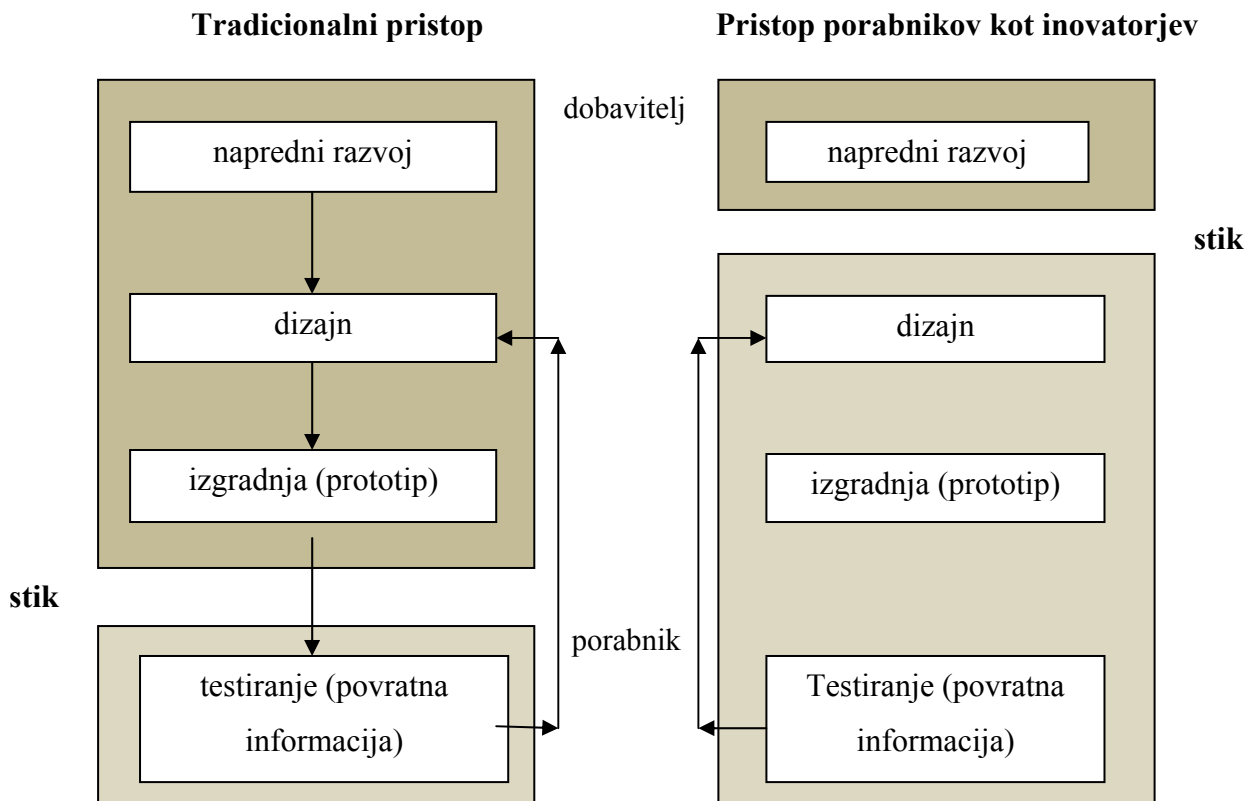 Tradicionalni pristop
Pristop porabnikov kot inovatorjev
dobavitelj
napredni razvoj
napredni razvoj
stik
dizajn
dizajn
izgradnja (prototip)
izgradnja (prototip)
stik
porabnik
testiranje (povratna
informacija)
Testiranje (povratna
informacija)